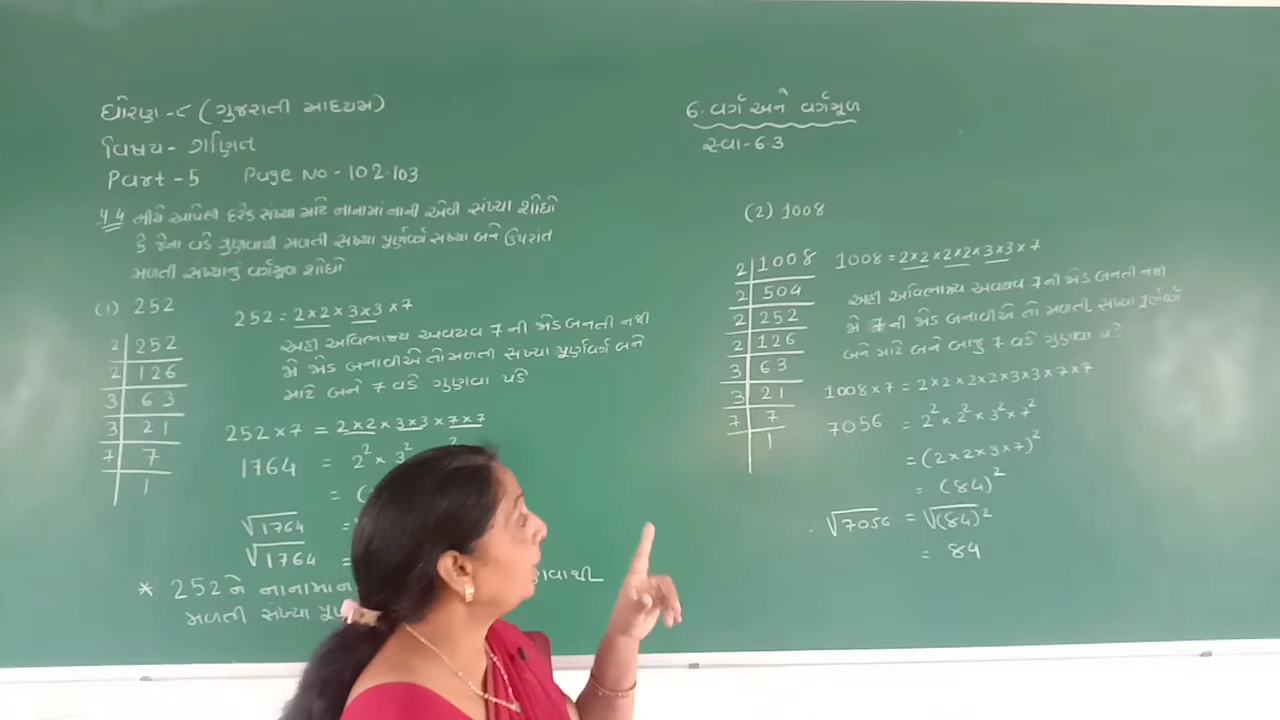 ધોરણ -૮ (ગુજરાતી માધ્યમ)
વિષય - ગણિત
Part -5 Page No - 102.103
પ્ર.4 નીચે આપેલી દરેક સંખ્યા માટે નાનામાં નાની એવી સંખ્યા શોધો
કે જેના વડે ગુણવાથી મળતી સંખ્યા પૂર્ણવર્ગ સંખ્યા બને ઉપરાંત
મળતી સંખ્યાનું વર્ગમૂળ શોધો
(1) 252
2 | 252
2 | 126
3 | 63
3 | 21
7 | 7
| 1
252 = 2×2×3×3×7
અહીં અવિભાજ્ય અવયવ 7 ની જોડ બનતી નથી
જો જોડ બનાવીએ તો મળતી સંખ્યા પૂર્ણવર્ગ બને
માટે બંને 7 વડે ગુણવા પડે
252×7 = 2×2×3×3×7×7
1764 = 2²×3²
= (
√1764 =
√1764 =
* 252 ને નાનામાં ન વાથી
મળતી સંખ્યા પૂર્ણ
6. વર્ગ અને વર્ગમૂળ
સ્વા - 6.3
(2) 1008
2 | 1008
2 | 504
2 | 252
2 | 126
3 | 63
3 | 21
7 | 7
| 1
1008 = 2×2×2×2×3×3×7
અહીં અવિભાજ્ય અવયવ 7 ની જોડ બનતી નથી
જો 7 ની જોડ બનાવીએ તો મળતી સંખ્યા પૂર્ણવર્ગ
બને માટે બંને બાજુ 7 વડે ગુણવા પડે
1008×7 = 2×2×2×2×3×3×7×7
7056 = 2²×2²×3²×7²
= (2×2×3×7)²
= (84)²
∴ √7056 = √(84)²
= 84